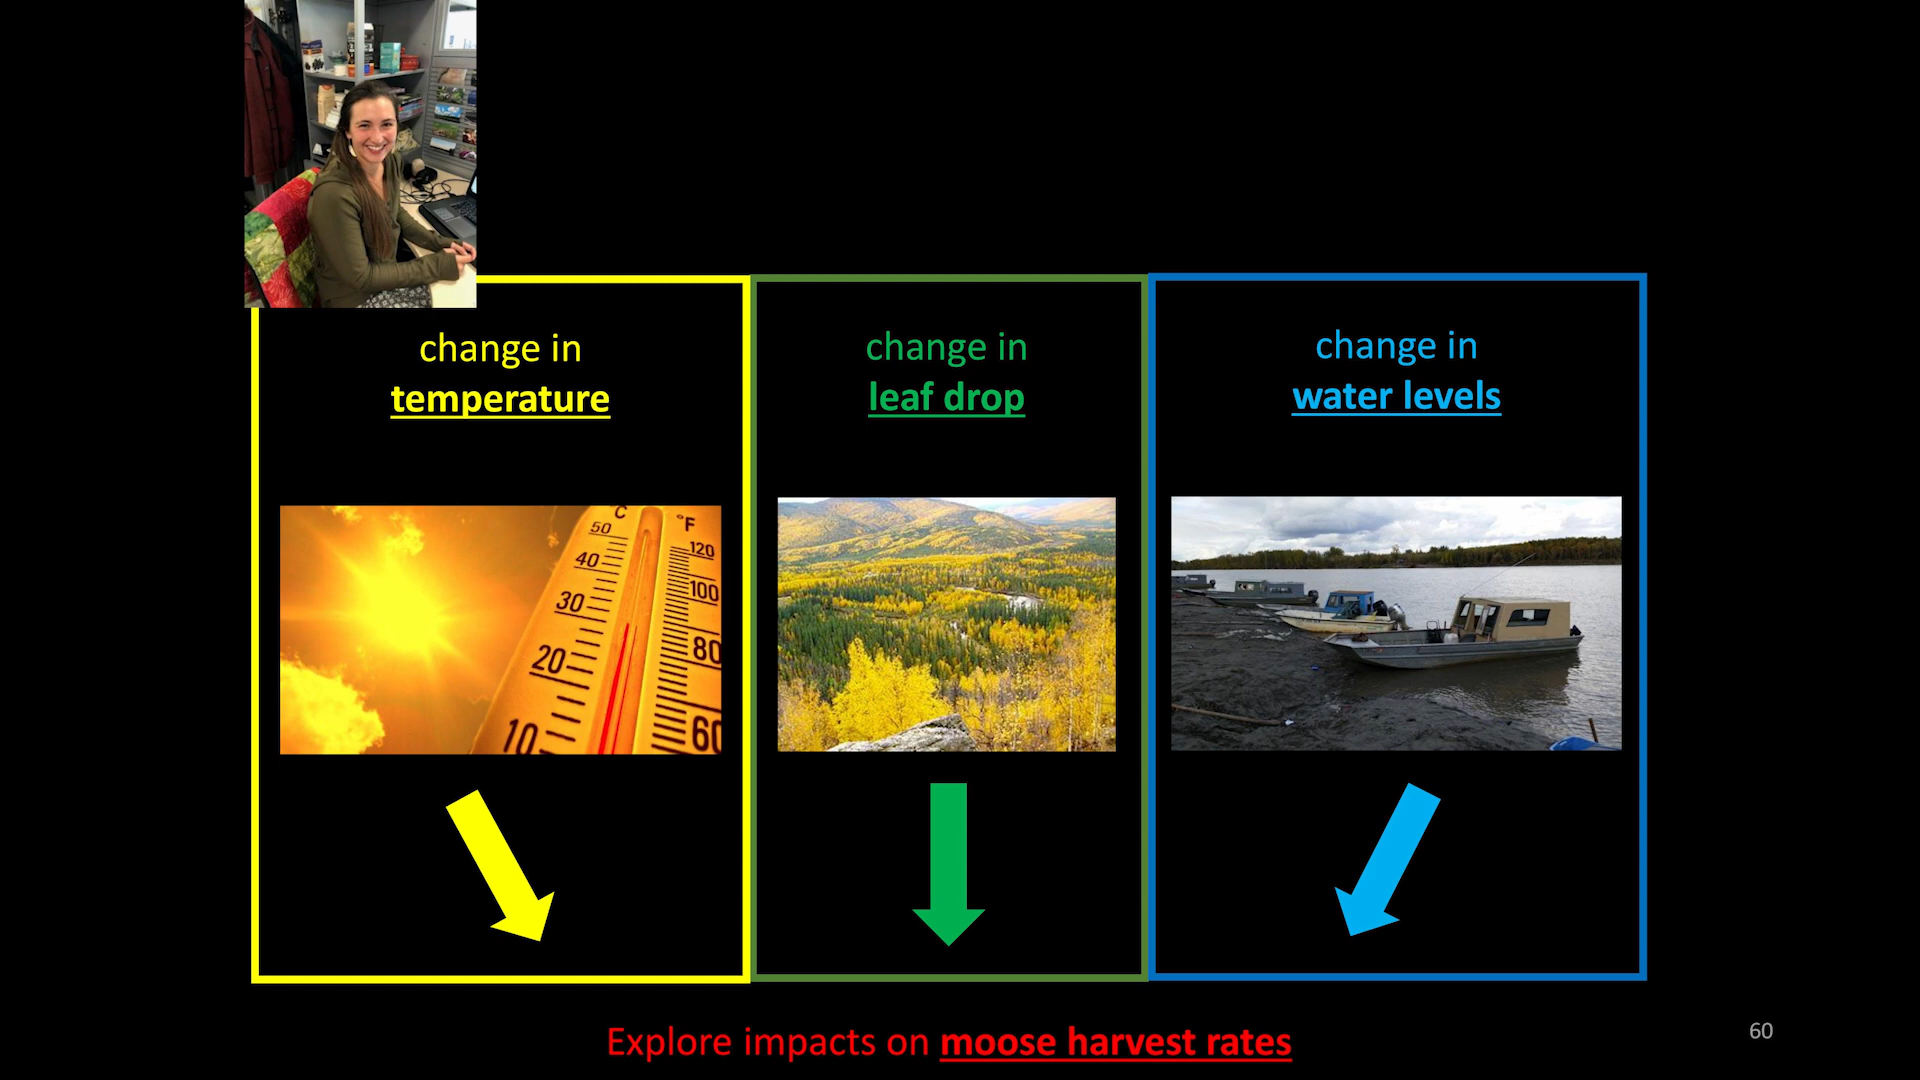 change in
temperature
change in
leaf drop
change in
water levels
C
°F
50
40
30
20
10
120
100
80
60
Explore impacts on moose harvest rates
60